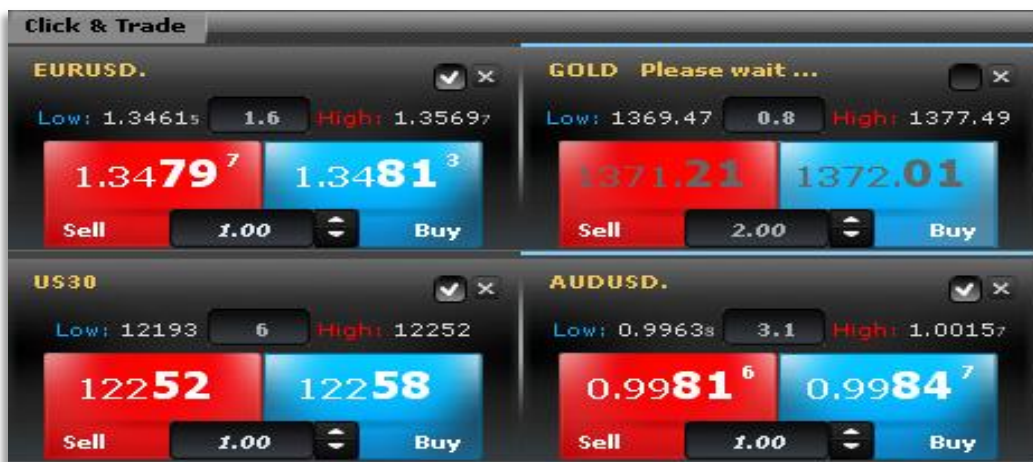 Click & Trade
EURUSD.
Low: 1.34615 1.6 High: 1.35697
1.34797 1.34813
Sell 1.00 Buy
GOLD Please wait ...
Low: 1369.47 0.8 High: 1377.49
1371.21 1372.01
Sell 2.00 Buy
US30
Low: 12193 6 High: 12252
12252 12258
Sell 1.00 Buy
AUDUSD.
Low: 0.99638 3.1 High: 1.00157
0.99816 0.99847
Sell 1.00 Buy